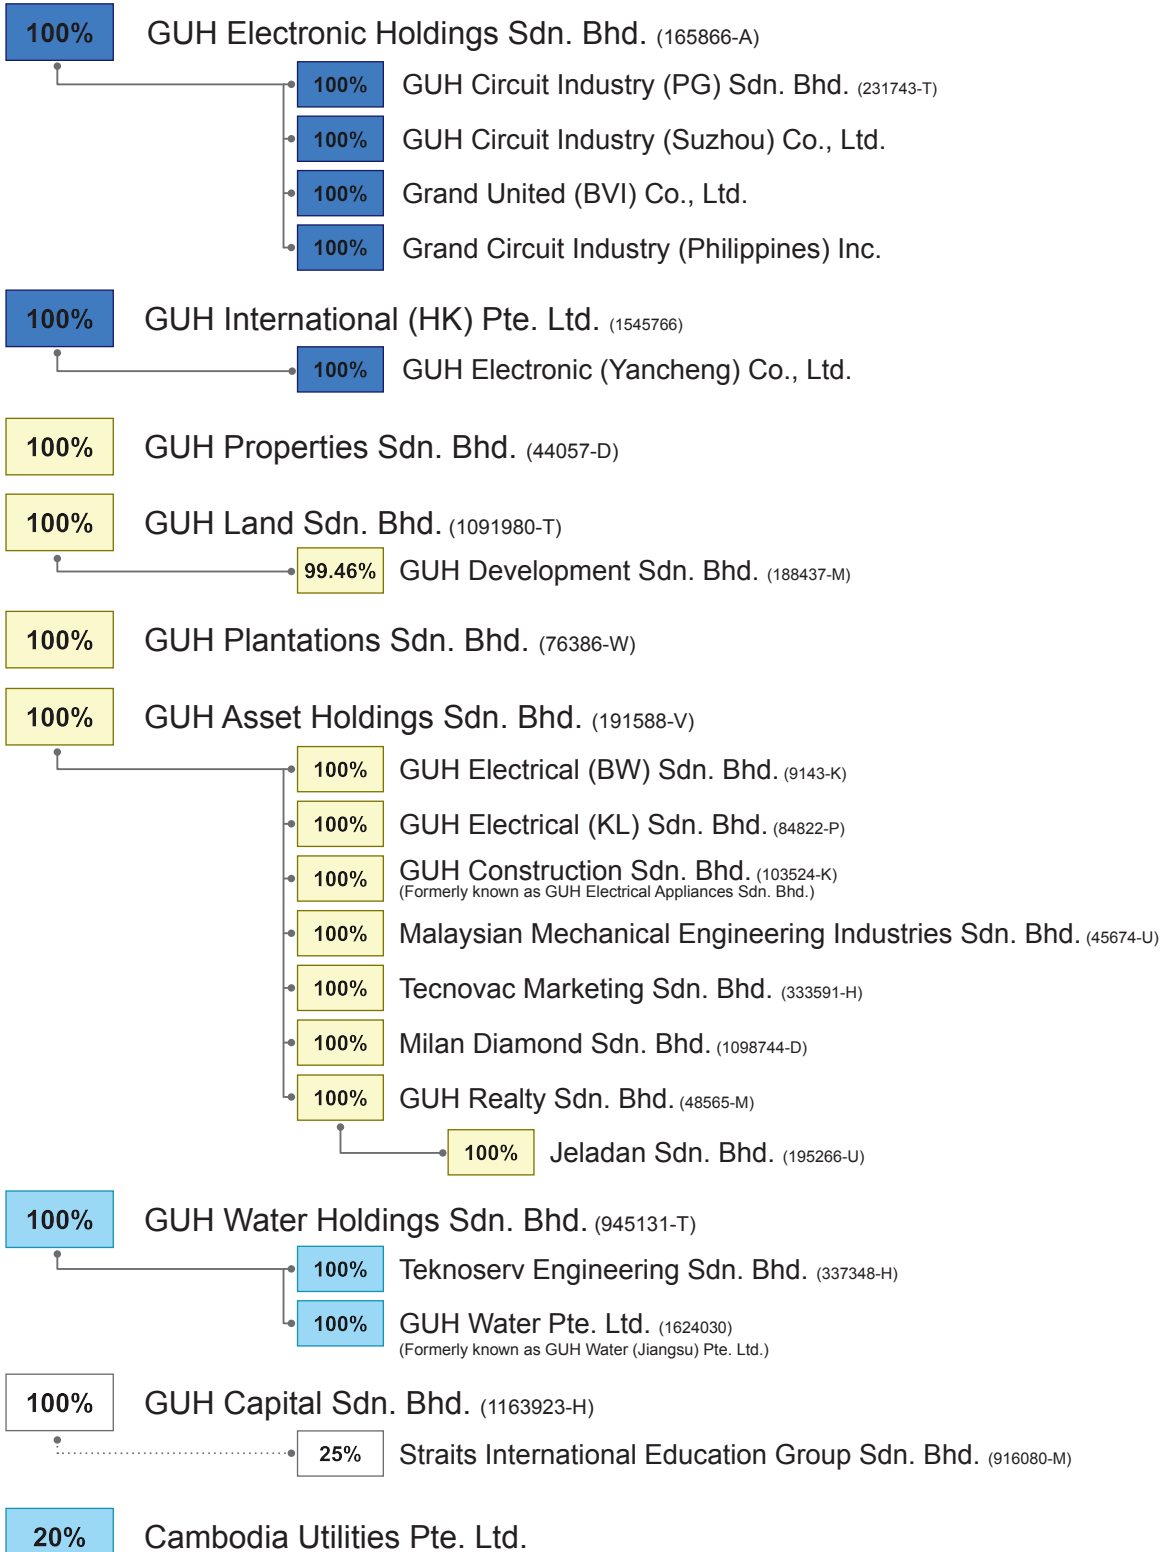 100% GUH Electronic Holdings Sdn. Bhd. (165866-A)
100% GUH Circuit Industry (PG) Sdn. Bhd. (231743-T)
100% GUH Circuit Industry (Suzhou) Co., Ltd.
100% Grand United (BVI) Co., Ltd.
100% Grand Circuit Industry (Philippines) Inc.
100% GUH International (HK) Pte. Ltd. (1545766)
100% GUH Electronic (Yancheng) Co., Ltd.
100% GUH Properties Sdn. Bhd. (44057-D)
100% GUH Land Sdn. Bhd. (1091980-T)
99.46% GUH Development Sdn. Bhd. (188437-M)
100% GUH Plantations Sdn. Bhd. (76386-W)
100% GUH Asset Holdings Sdn. Bhd. (191588-V)
100% GUH Electrical (BW) Sdn. Bhd. (9143-K)
100% GUH Electrical (KL) Sdn. Bhd. (84822-P)
100% GUH Construction Sdn. Bhd. (103524-K)
(Formerly known as GUH Electrical Appliances Sdn. Bhd.)
100% Malaysian Mechanical Engineering Industries Sdn. Bhd. (45674-U)
100% Tecnovac Marketing Sdn. Bhd. (333591-H)
100% Milan Diamond Sdn. Bhd. (1098744-D)
100% GUH Realty Sdn. Bhd. (48565-M)
100% Jeladan Sdn. Bhd. (195266-U)
100% GUH Water Holdings Sdn. Bhd. (945131-T)
100% Teknoserv Engineering Sdn. Bhd. (337348-H)
100% GUH Water Pte. Ltd. (1624030)
(Formerly known as GUH Water (Jiangsu) Pte. Ltd.)
100% GUH Capital Sdn. Bhd. (1163923-H)
25% Straits International Education Group Sdn. Bhd. (916080-M)
20% Cambodia Utilities Pte. Ltd.